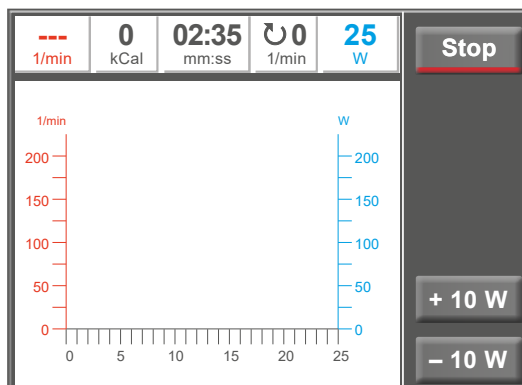 --- 0 02:35 ↻0 25
1/min kCal mm:ss 1/min W
Stop
1/min W
200 200
150 150
100 100
50 50
+ 10 W
0 0
0 5 10 15 20 25
– 10 W